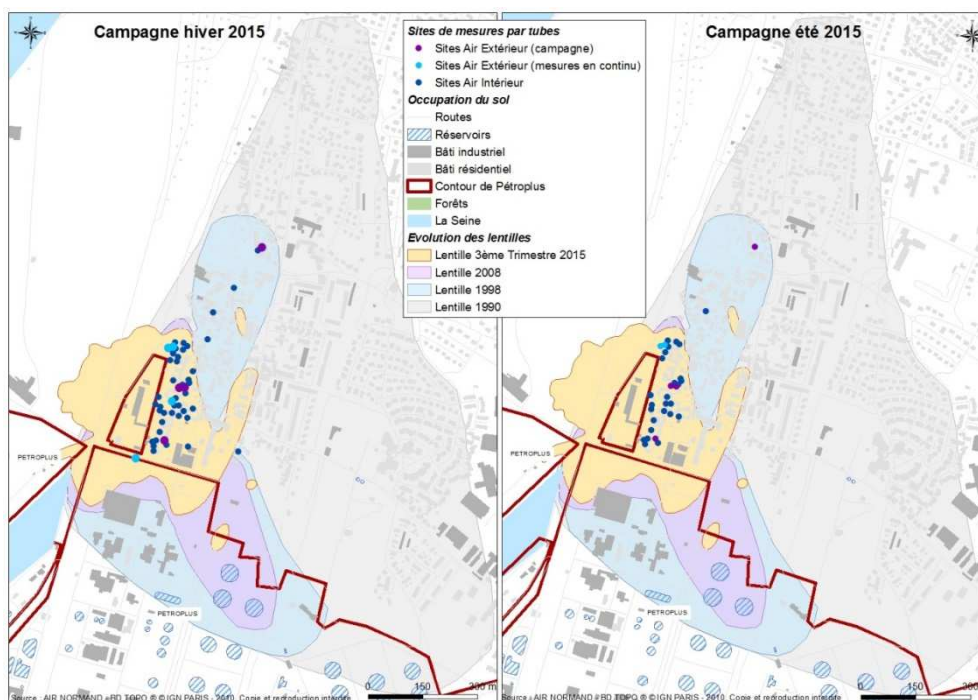 Campagne hiver 2015
Sites de mesures par tubes
Sites Air Extérieur (campagne)
Sites Air Extérieur (mesures en continu)
Sites Air Intérieur
Occupation du sol
Routes
Réservoirs
Bâti industriel
Bâti résidentiel
Contour de Pétroplus
Forêts
La Seine
Evolution des lentilles
Lentille 3ème Trimestre 2015
Lentille 2008
Lentille 1998
Lentille 1990
Campagne été 2015
PETROPLUS
PETROPLUS
PETROPLUS
PETROPLUS
Source : AIR NORMAND - BD TOPO ® © IGN PARIS - 2010 Copie et reproduction interdite
0 150 300 m
Source : AIR NORMAND - BD TOPO ® © IGN PARIS - 2010 Copie et reproduction interdite
0 150 300 m